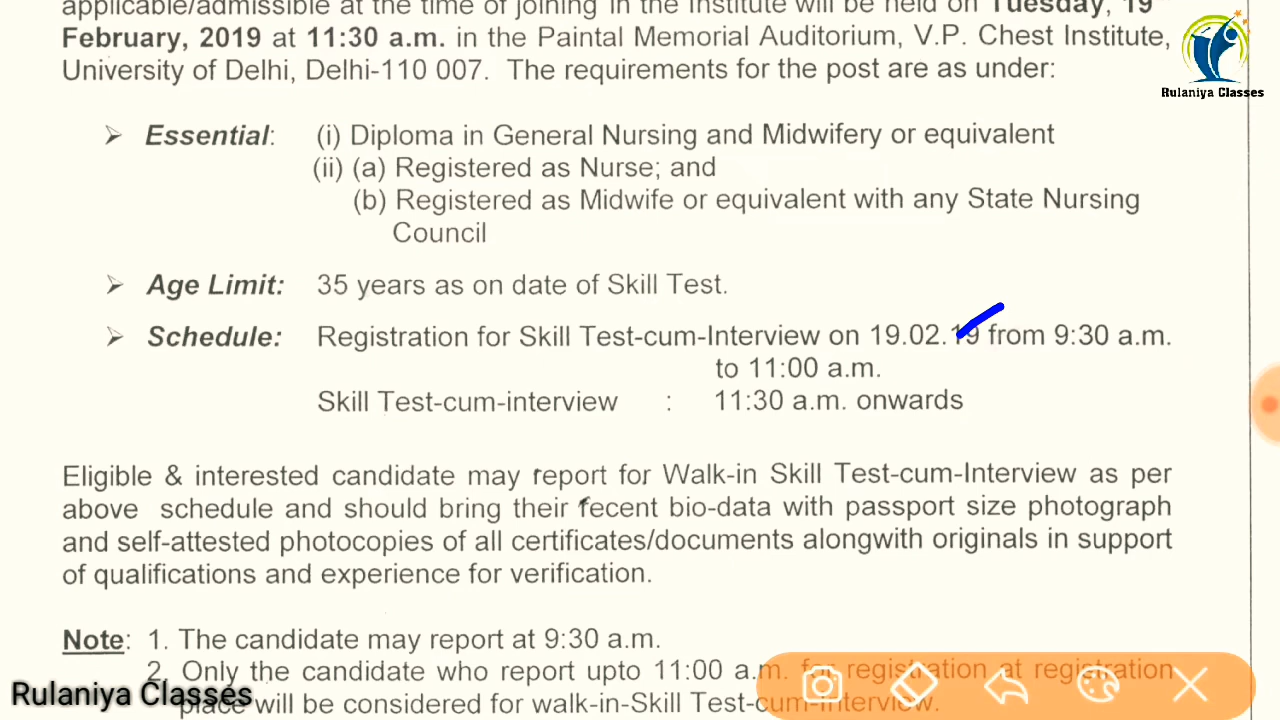 applicable/admissible at the time of joining in the Institute will be held on Tuesday, 19th
February, 2019 at 11:30 a.m. in the Paintal Memorial Auditorium, V.P. Chest Institute,
University of Delhi, Delhi-110 007. The requirements for the post are as under:
Rulaniya Classes
➢ Essential: (i) Diploma in General Nursing and Midwifery or equivalent
(ii) (a) Registered as Nurse; and
(b) Registered as Midwife or equivalent with any State Nursing
Council
➢ Age Limit: 35 years as on date of Skill Test.
➢ Schedule: Registration for Skill Test-cum-Interview on 19.02.19 from 9:30 a.m.
to 11:00 a.m.
Skill Test-cum-interview : 11:30 a.m. onwards
Eligible & interested candidate may report for Walk-in Skill Test-cum-Interview as per
above schedule and should bring their recent bio-data with passport size photograph
and self-attested photocopies of all certificates/documents alongwith originals in support
of qualifications and experience for verification.
Note: 1. The candidate may report at 9:30 a.m.
2. Only the candidate who report upto 11:00 a.m. for registration at registration
place will be considered for walk-in-Skill Test-cum-Interview.
Rulaniya Classes